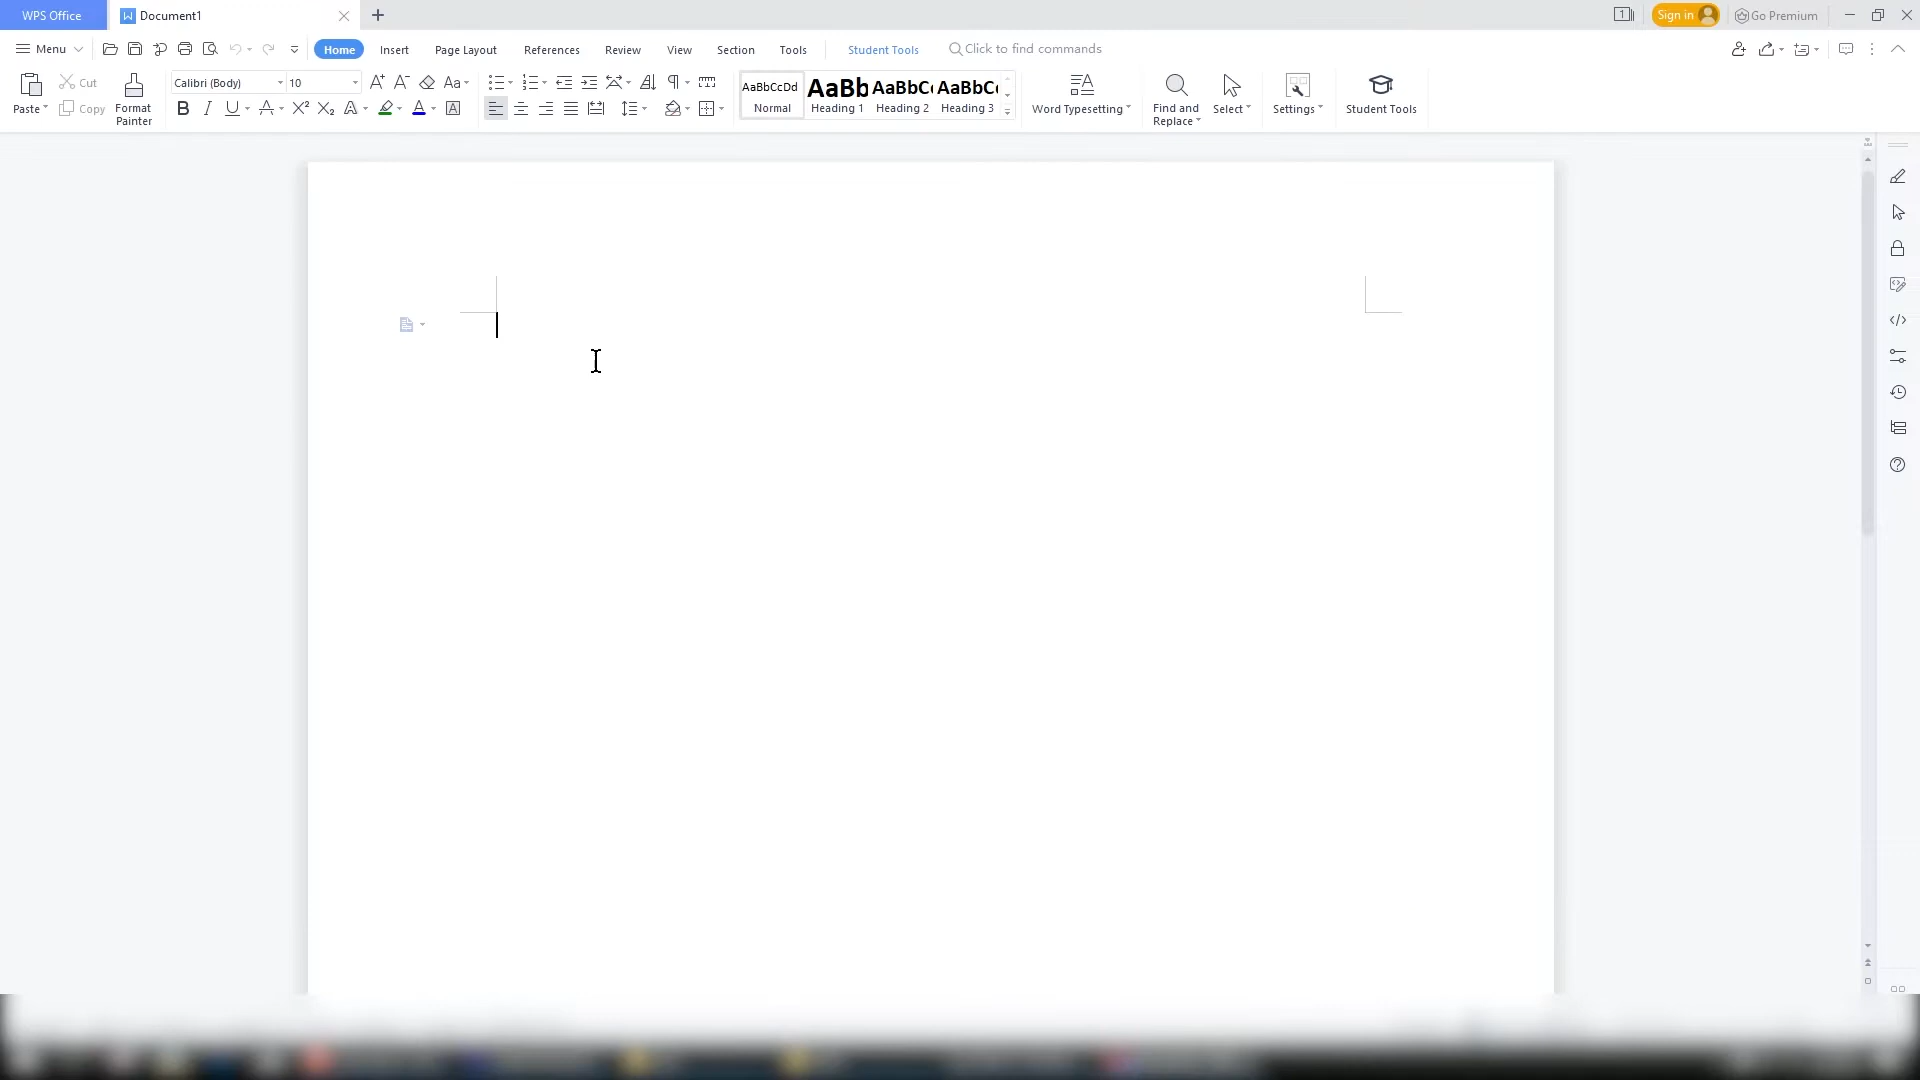 WPS Office Document1 1 Sign in Go Premium
Menu Home Insert Page Layout References Review View Section Tools Student Tools Click to find commands
Paste Cut Copy Format Painter
Calibri (Body) 10
AaBbCcDd AaBb AaBbC AaBbC
Normal Heading 1 Heading 2 Heading 3
Word Typesetting Find and Replace Select Settings Student Tools